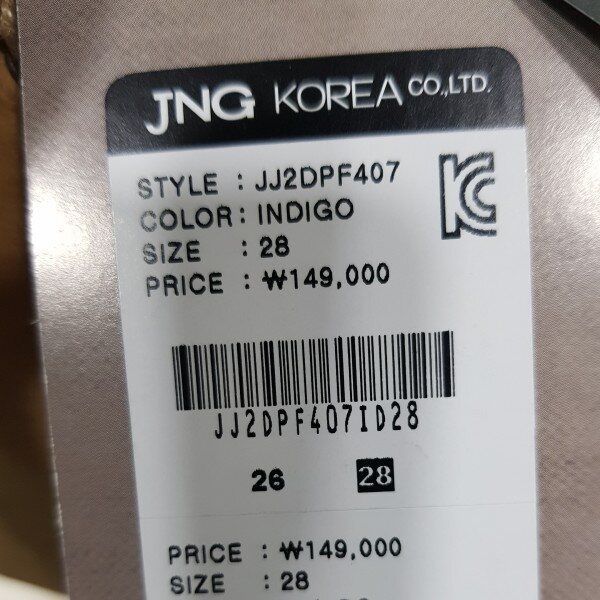 JNG KOREA CO.,LTD.
STYLE : JJ2DPF407
COLOR : INDIGO
SIZE : 28
PRICE : ₩149,000
JJ2DPF407ID28
26 28
PRICE : ₩149,000
SIZE : 28